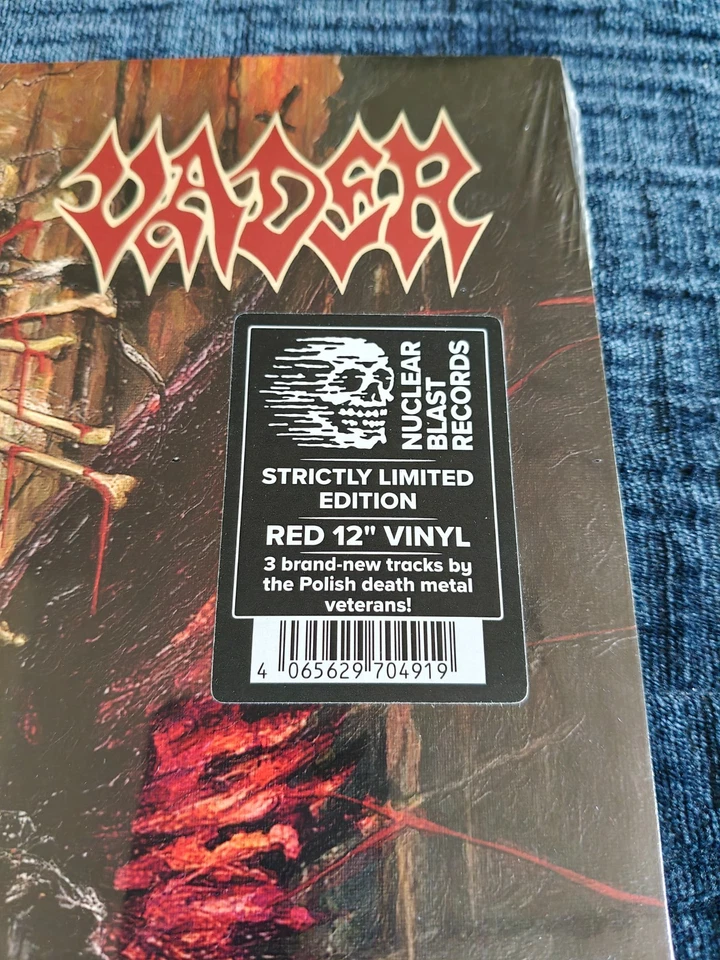 VADER
NUCLEAR
BLAST
RECORDS
STRICTLY LIMITED
EDITION
RED 12" VINYL
3 brand-new tracks by
the Polish death metal
veterans!
4 065629 704919